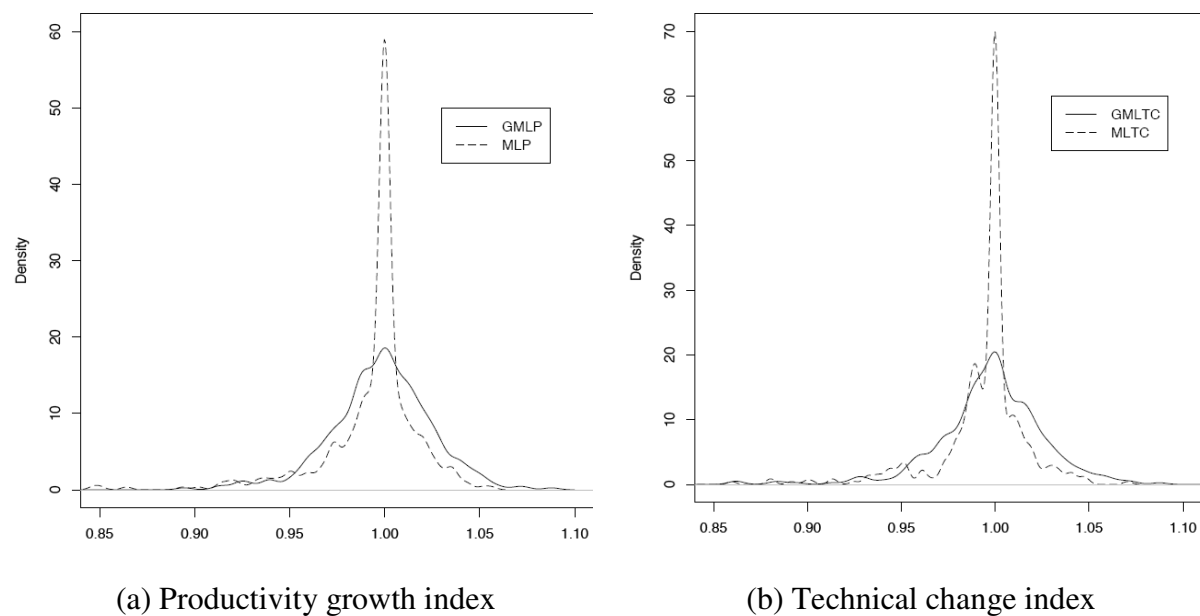 60
50
40
30
20
10
0
Density
GMLP
MLP
0.85 0.90 0.95 1.00 1.05 1.10
(a) Productivity growth index
70
60
50
40
30
20
10
0
Density
GMLTC
MLTC
0.85 0.90 0.95 1.00 1.05 1.10
(b) Technical change index